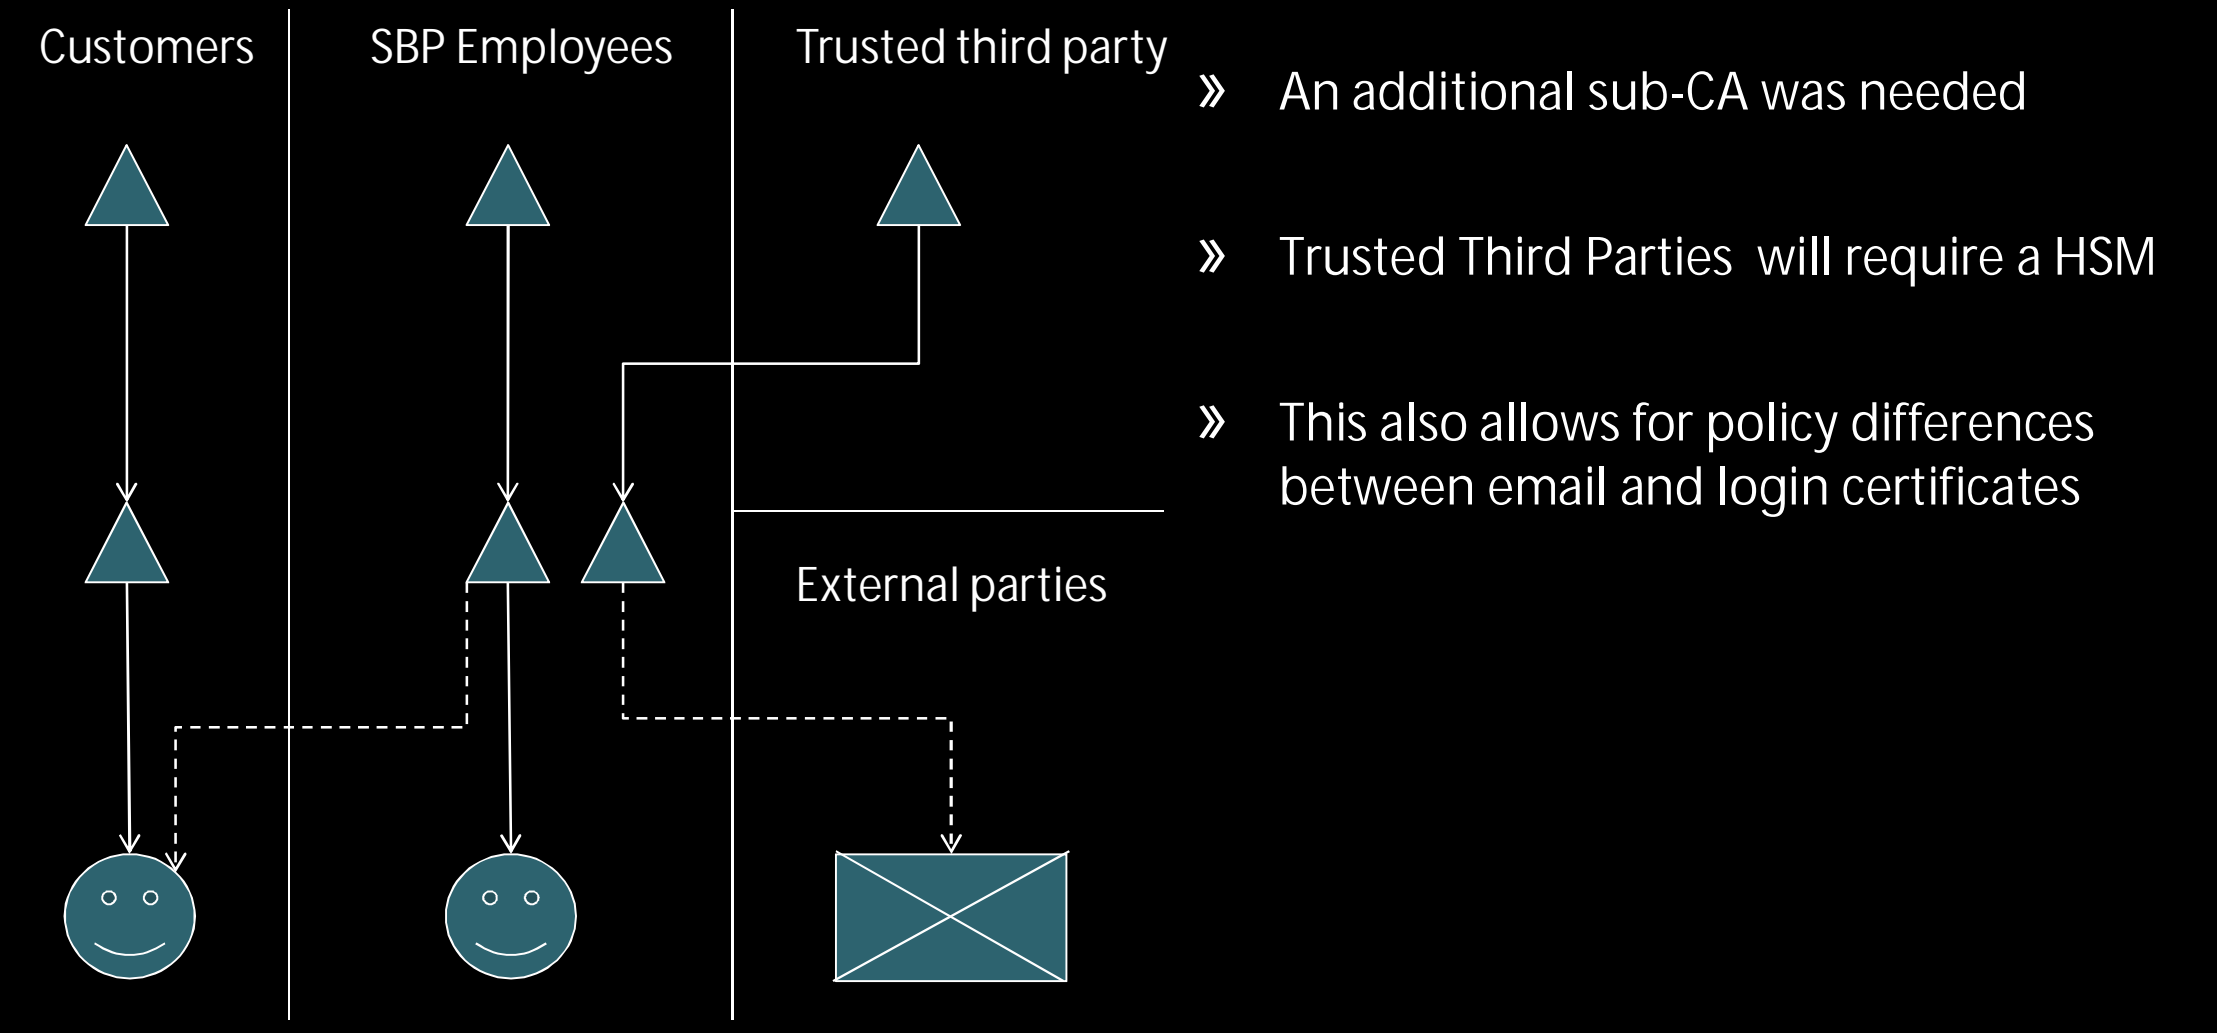 Customers
SBP Employees
Trusted third party
» An additional sub-CA was needed
» Trusted Third Parties will require a HSM
» This also allows for policy differences
between email and login certificates
External parties